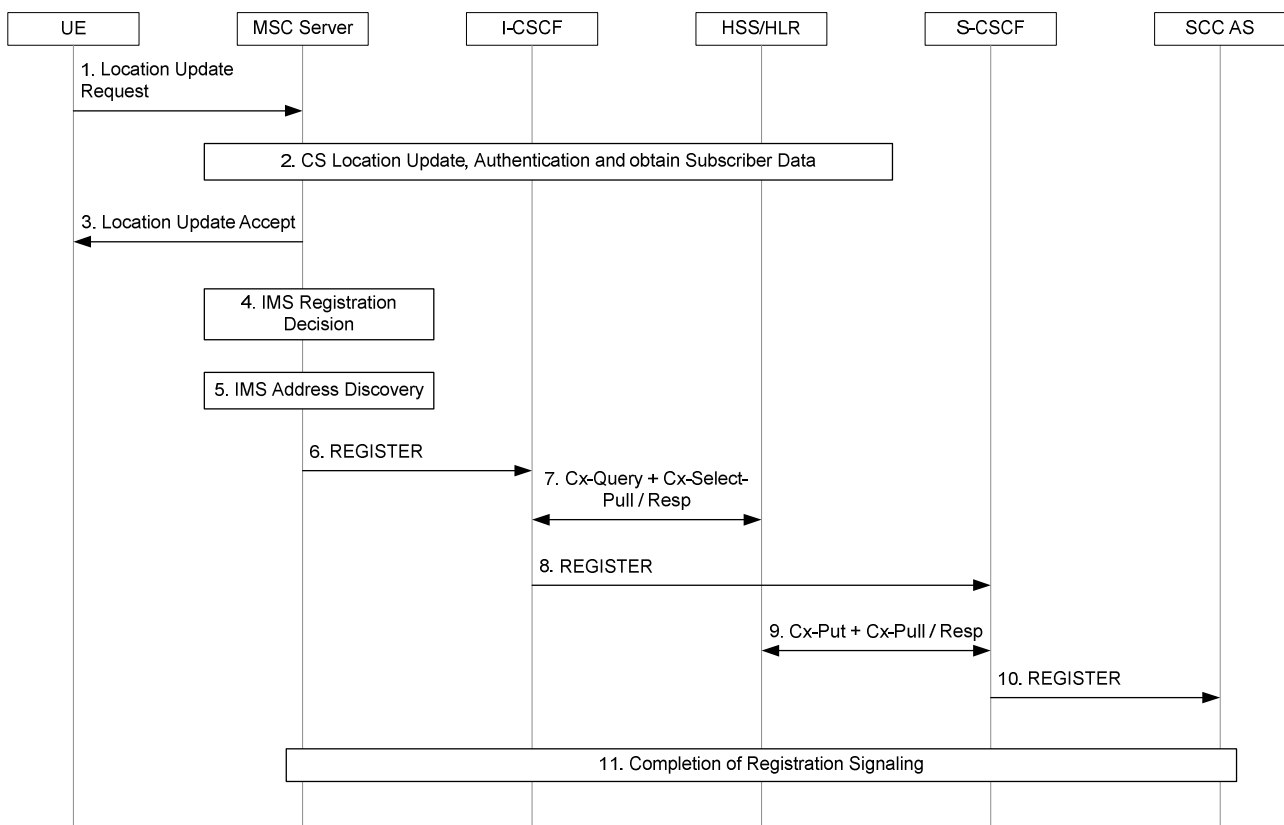 UE
MSC Server
I-CSCF
HSS/HLR
S-CSCF
SCC AS
1. Location Update
Request
2. CS Location Update, Authentication and obtain Subscriber Data
3. Location Update Accept
4. IMS Registration
Decision
5. IMS Address Discovery
6. REGISTER
7. Cx-Query + Cx-Select-
Pull / Resp
8. REGISTER
9. Cx-Put + Cx-Pull / Resp
10. REGISTER
11. Completion of Registration Signaling